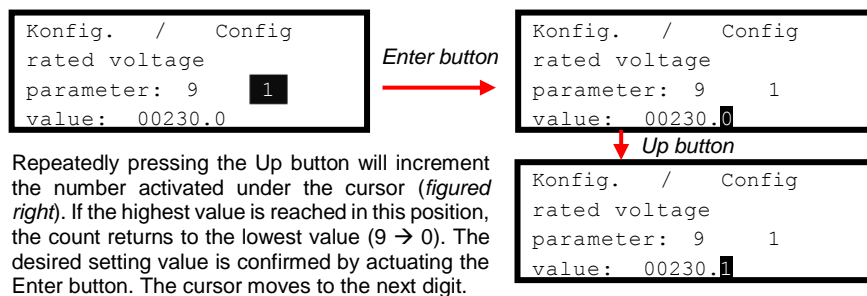 Konfig. / Config
rated voltage
parameter: 9 1
value: 00230.0
Enter button
Konfig. / Config
rated voltage
parameter: 9 1
value: 00230.0
Up button
Repeatedly pressing the Up button will increment
the number activated under the cursor (figured
right). If the highest value is reached in this position,
the count returns to the lowest value (9 → 0). The
desired setting value is confirmed by actuating the
Enter button. The cursor moves to the next digit.
Konfig. / Config
rated voltage
parameter: 9 1
value: 00230.1